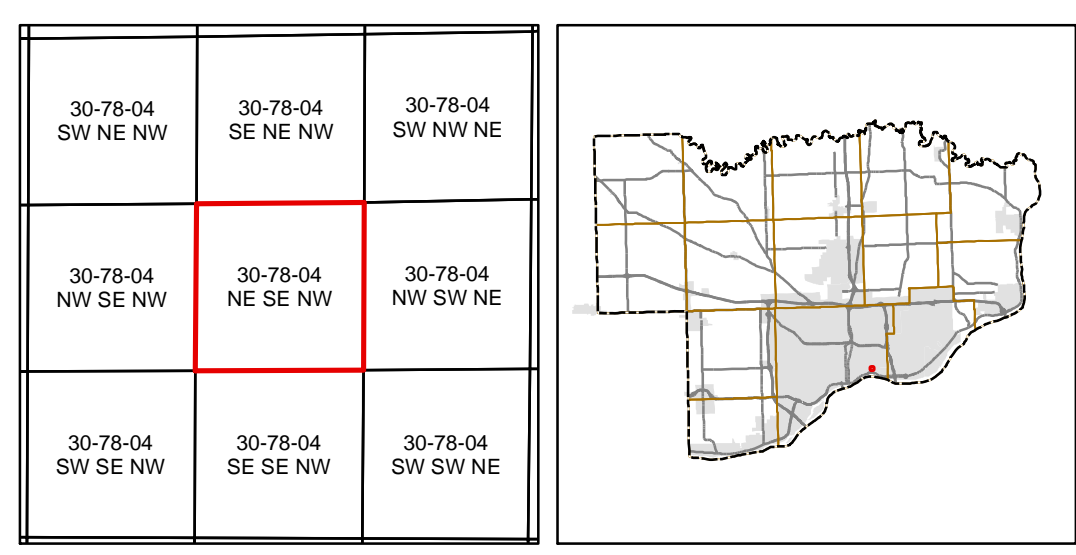 30-78-04
SW NE NW
30-78-04
SE NE NW
30-78-04
SW NW NE
30-78-04
NW SE NW
30-78-04
NE SE NW
30-78-04
NW SW NE
30-78-04
SW SE NW
30-78-04
SE SE NW
30-78-04
SW SW NE